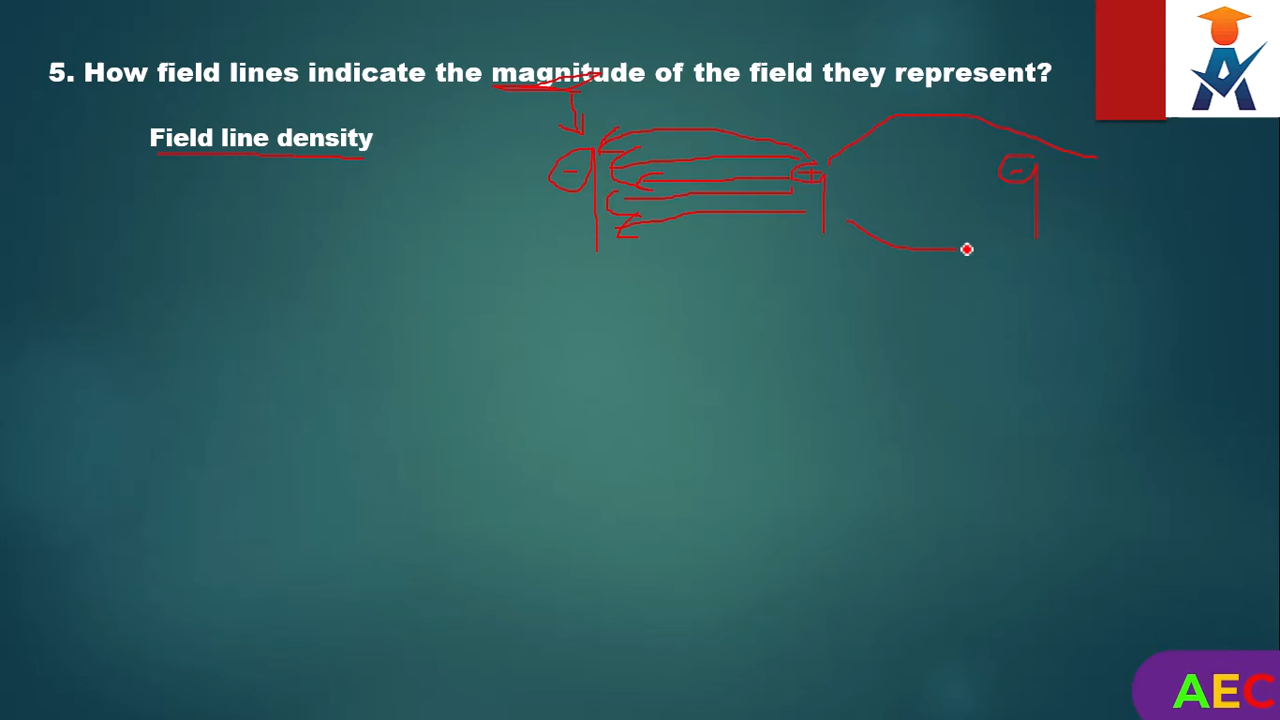 5. How field lines indicate the magnitude of the field they represent?
Field line density
- + -
AEC